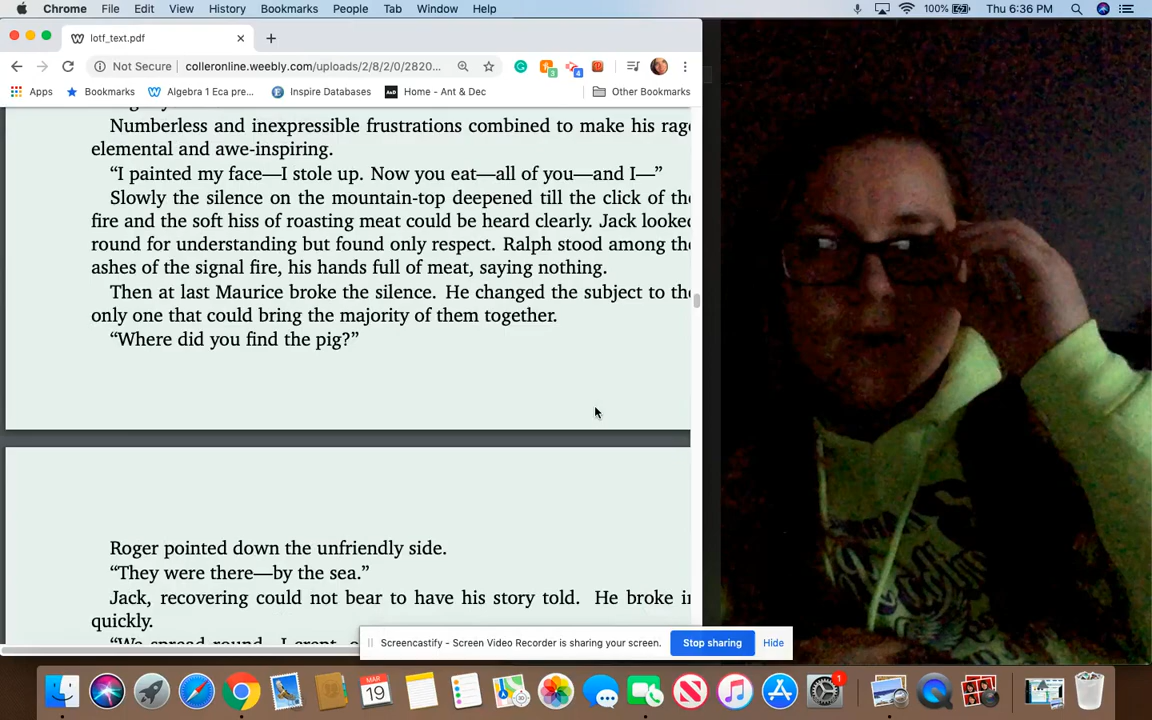 Chrome File Edit View History Bookmarks People Tab Window Help 100% Thu 6:36 PM
lotf_text.pdf
Not Secure colleronline.weebly.com/uploads/2/8/2/0/2820... 3 4
Apps Bookmarks Algebra 1 Eca pre... Inspire Databases AnD Home - Ant & Dec Other Bookmarks
Numberless and inexpressible frustrations combined to make his rage
elemental and awe-inspiring.
“I painted my face—I stole up. Now you eat—all of you—and I—”
Slowly the silence on the mountain-top deepened till the click of the
fire and the soft hiss of roasting meat could be heard clearly. Jack looked
round for understanding but found only respect. Ralph stood among the
ashes of the signal fire, his hands full of meat, saying nothing.
Then at last Maurice broke the silence. He changed the subject to the
only one that could bring the majority of them together.
“Where did you find the pig?”
Roger pointed down the unfriendly side.
“They were there—by the sea.”
Jack, recovering could not bear to have his story told. He broke in
quickly.
“We spread round. I crept,
Screencastify - Screen Video Recorder is sharing your screen. Stop sharing Hide
MAR
19
1